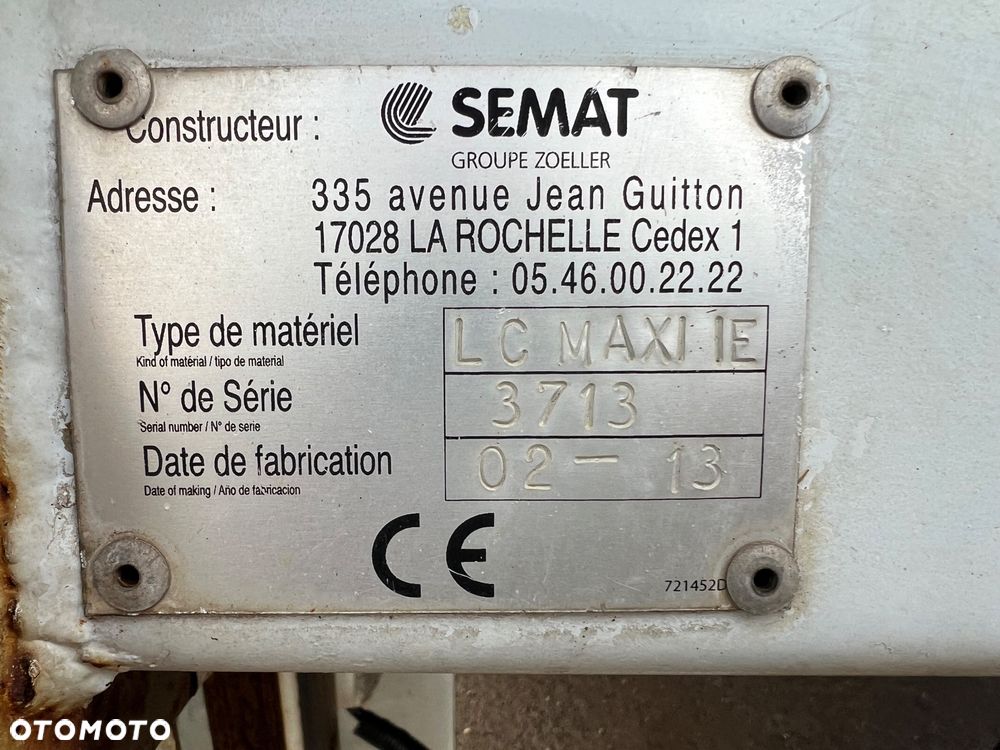 Constructeur : SEMAT
GROUPE ZOELLER
Adresse : 335 avenue Jean Guitton
17028 LA ROCHELLE Cedex 1
Téléphone : 05.46.00.22.22
Type de matériel LC MAXI IE
Kind of matérial / tipo de material
N° de Série 3713
Serial number / N° de serie
Date de fabrication 02 - 13
Date of making / Año de fabricacion
CE
721452D
OTOMOTO